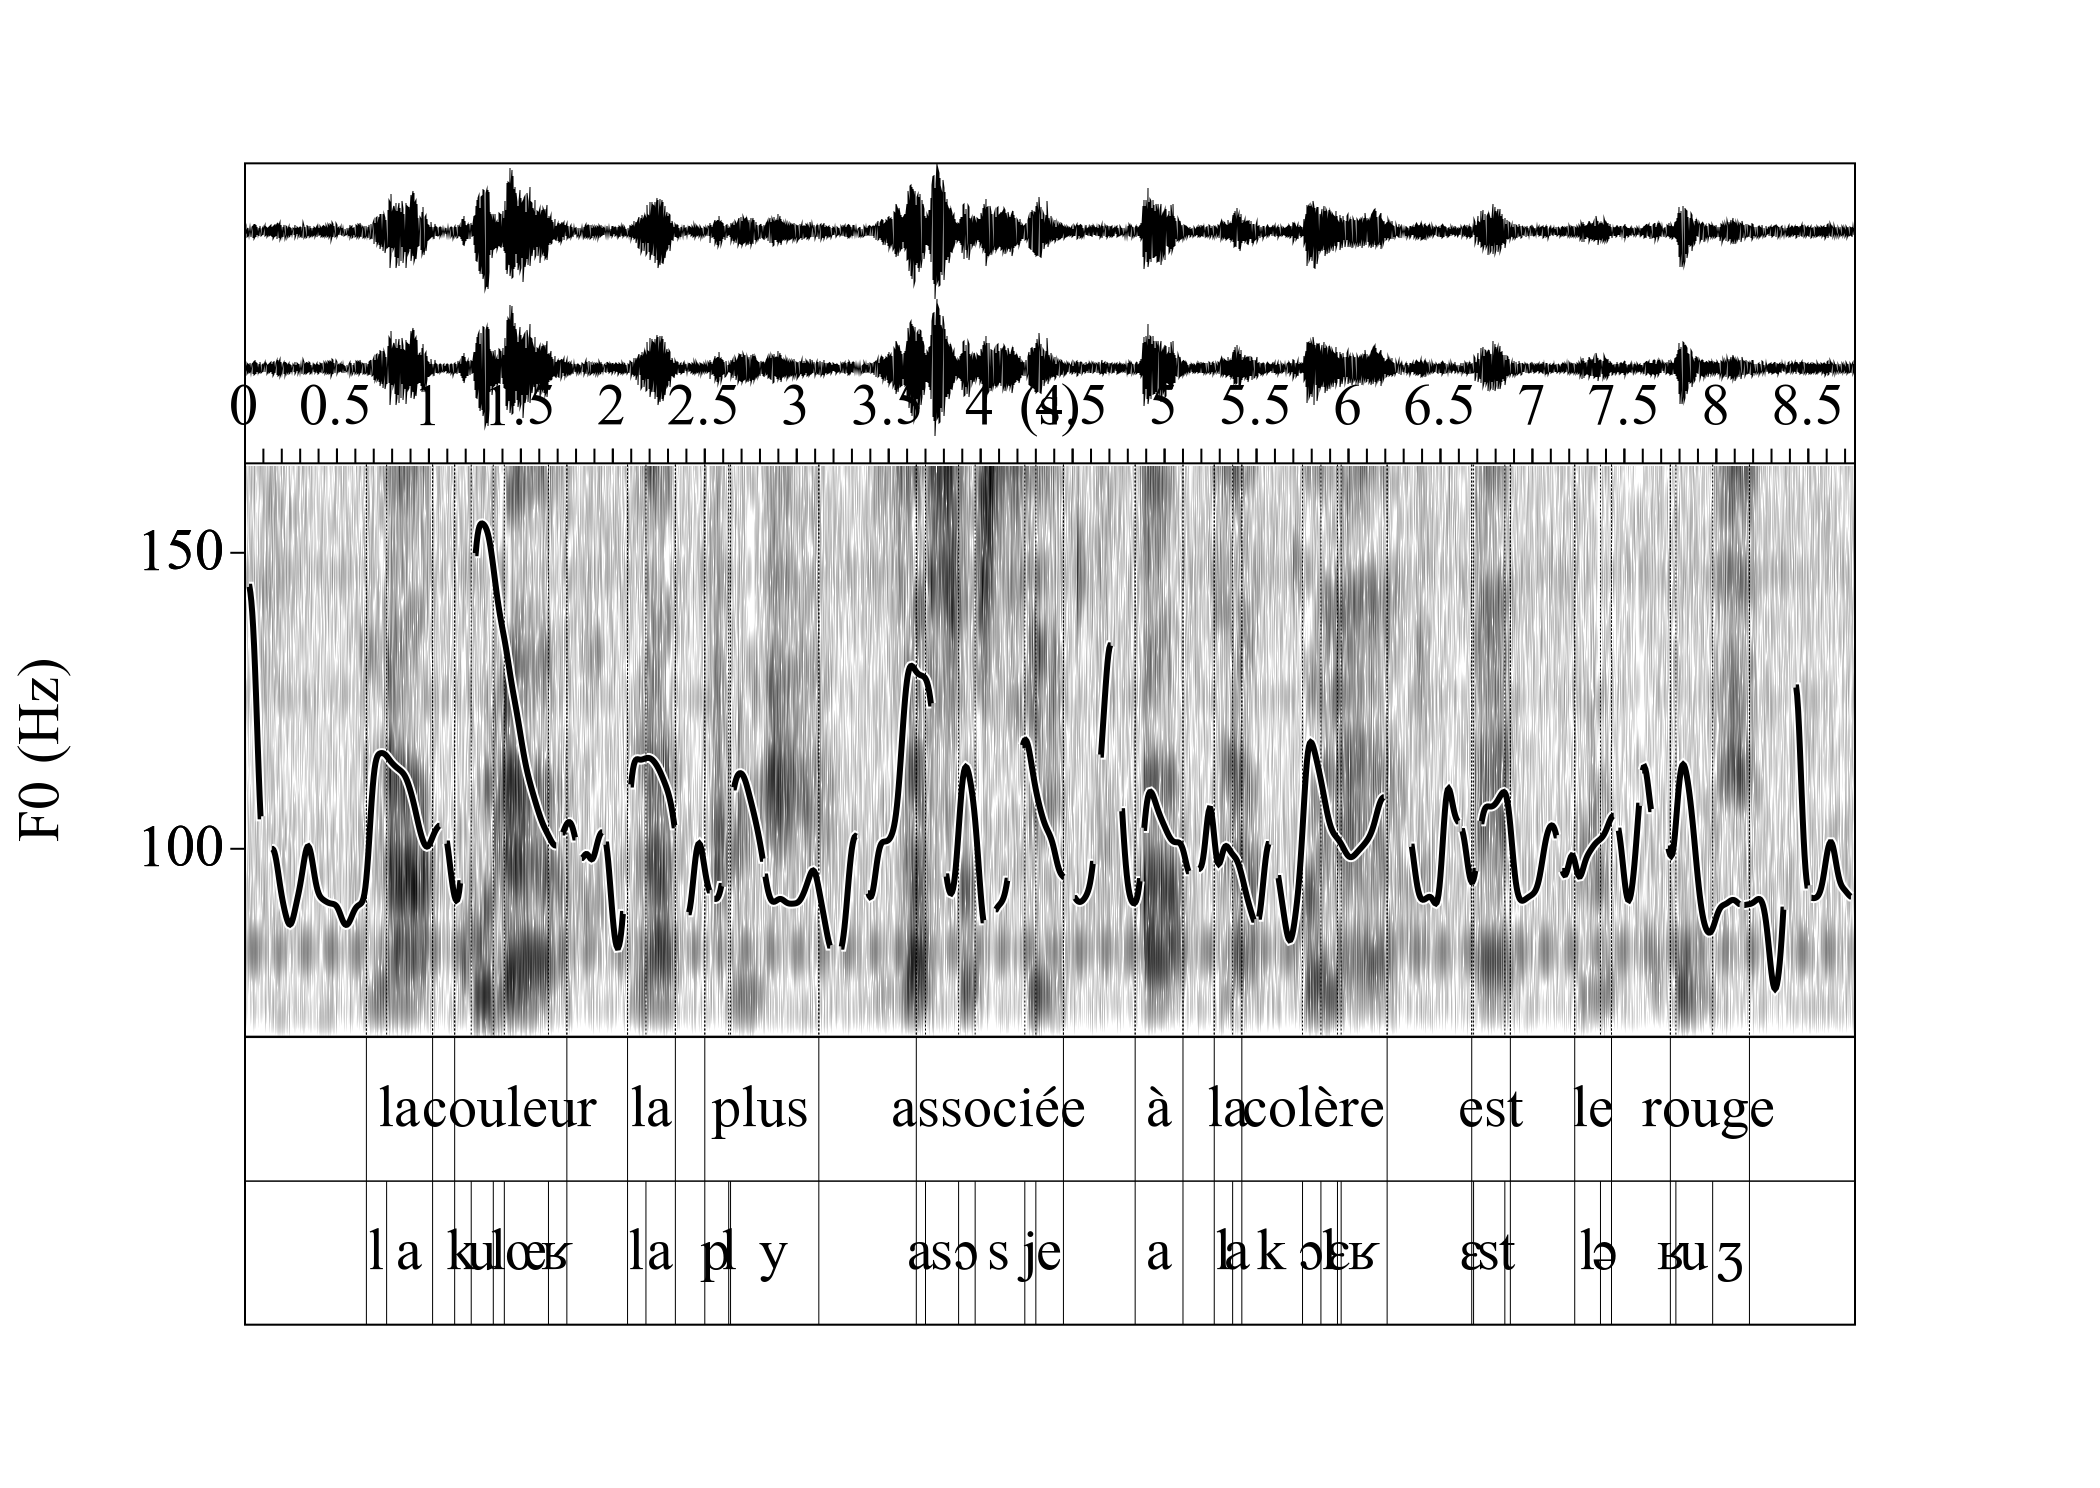 0 0.5 1 1.5 2 2.5 3 3.5 4 (s) 4.5 5 5.5 6 6.5 7 7.5 8 8.5
150
100
F0 (Hz)
la couleur la plus associée à la colère est le rouge
l a k u l œ ʁ l a p l y a s ɔ s j e a l a k ɔ l ɛ ʁ ɛ s t l ə ʁ u ʒ